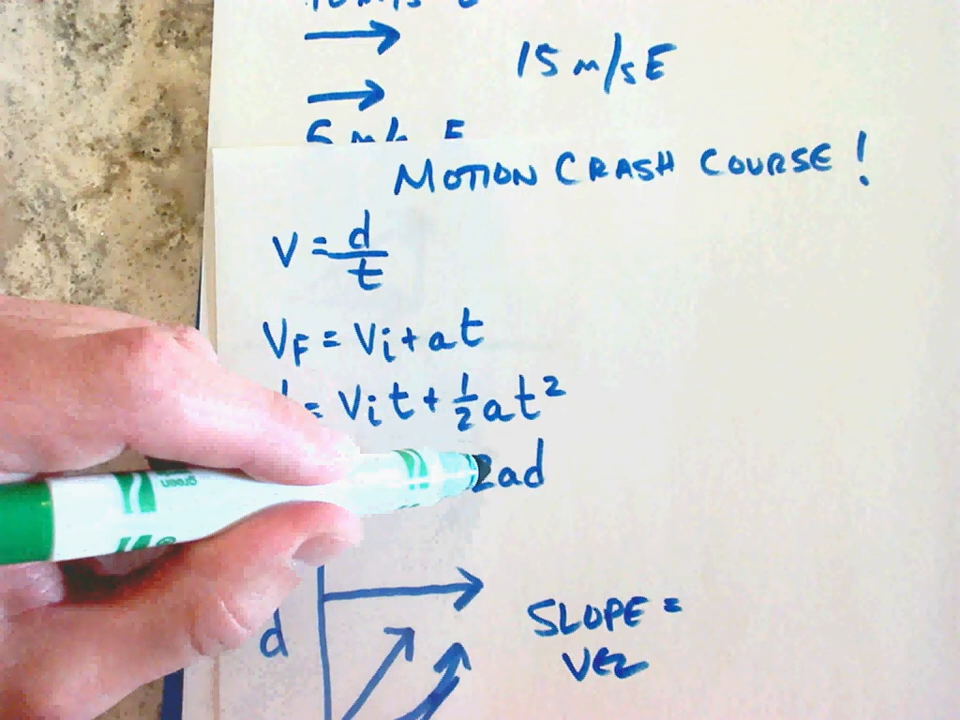 15 m/s E
MOTION CRASH COURSE!
V = d/t
VF = Vi + at
= Vit + ½at²
2ad
d
SLOPE =
VEL
green